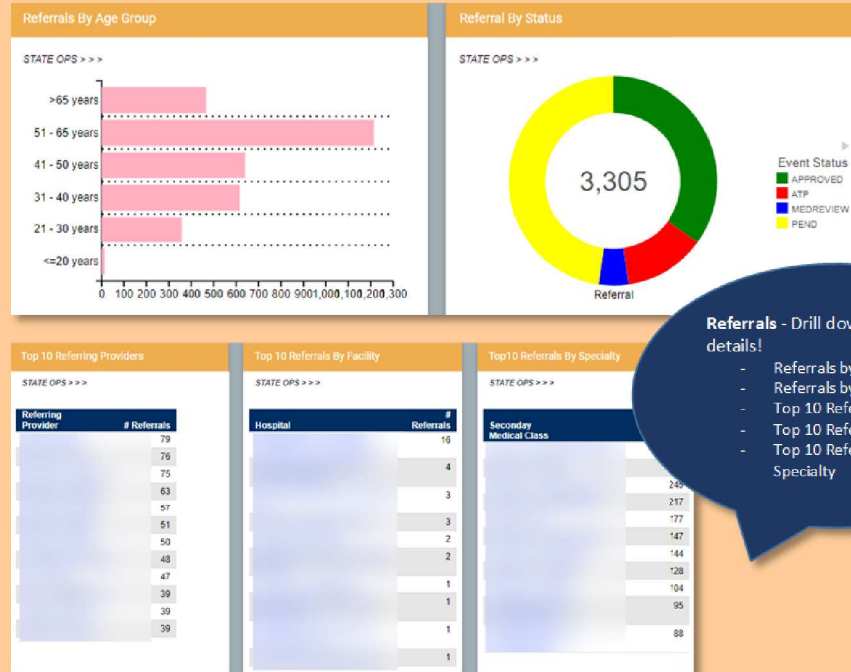 Referrals By Age Group
STATE OPS > > >
>65 years
51 - 65 years
41 - 50 years
31 - 40 years
21 - 30 years
<=20 years
0 100 200 300 400 500 600 700 800 900 1,000 1,100 1,200 1,300
Referral By Status
STATE OPS > > >
3,305
Referral
Event Status
APPROVED
ATP
MEDREVIEW
PEND
Referrals - Drill dow
details!
- Referrals by
- Referrals by
- Top 10 Refe
- Top 10 Refe
- Top 10 Refe
Specialty
Top 10 Referring Providers
STATE OPS > > >
Referring
Provider # Referrals
79
76
75
63
57
51
50
48
47
39
39
39
Top 10 Referrals By Facility
STATE OPS > > >
#
Hospital Referrals
16
4
3
3
2
2
1
1
1
1
Top10 Referrals By Specialty
STATE OPS > > >
Seconday
Medical Class
245
217
177
147
144
128
104
95
88